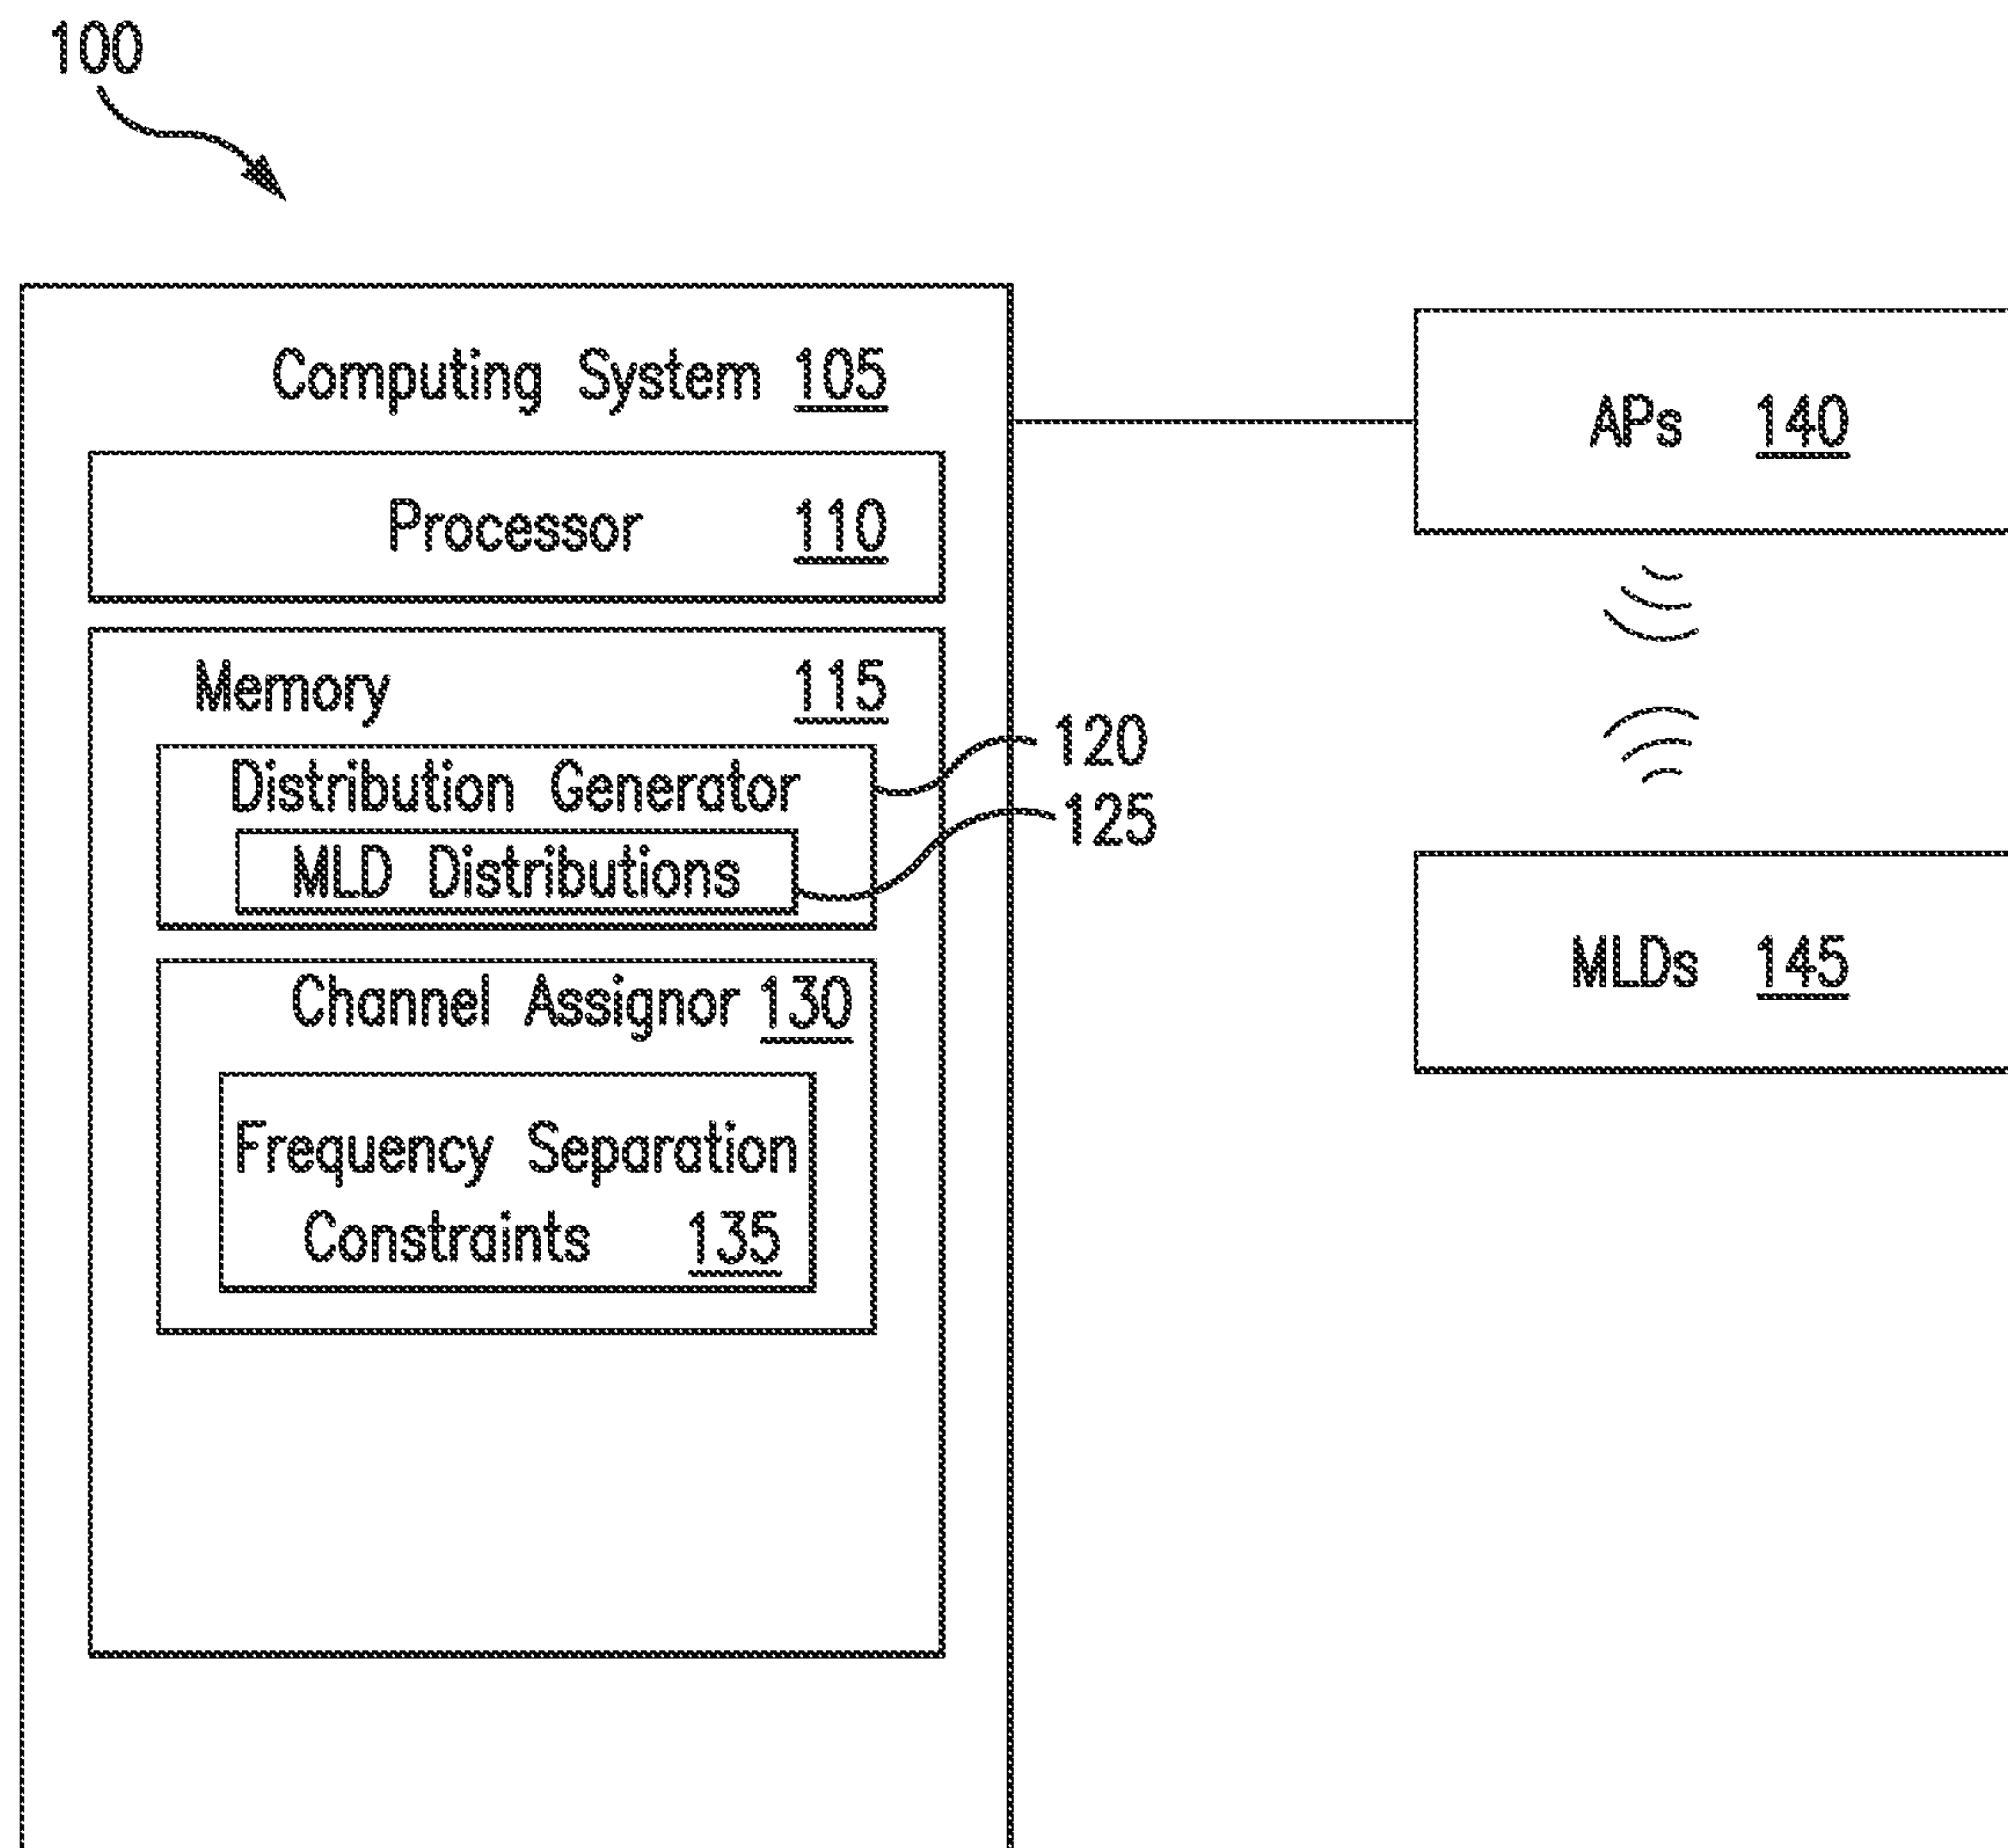 100
Computing System 105
Processor 110
Memory 115
Distribution Generator
120
MLD Distributions
125
Channel Assignor 130
Frequency Separation
Constraints 135
APs 140
MLDs 145